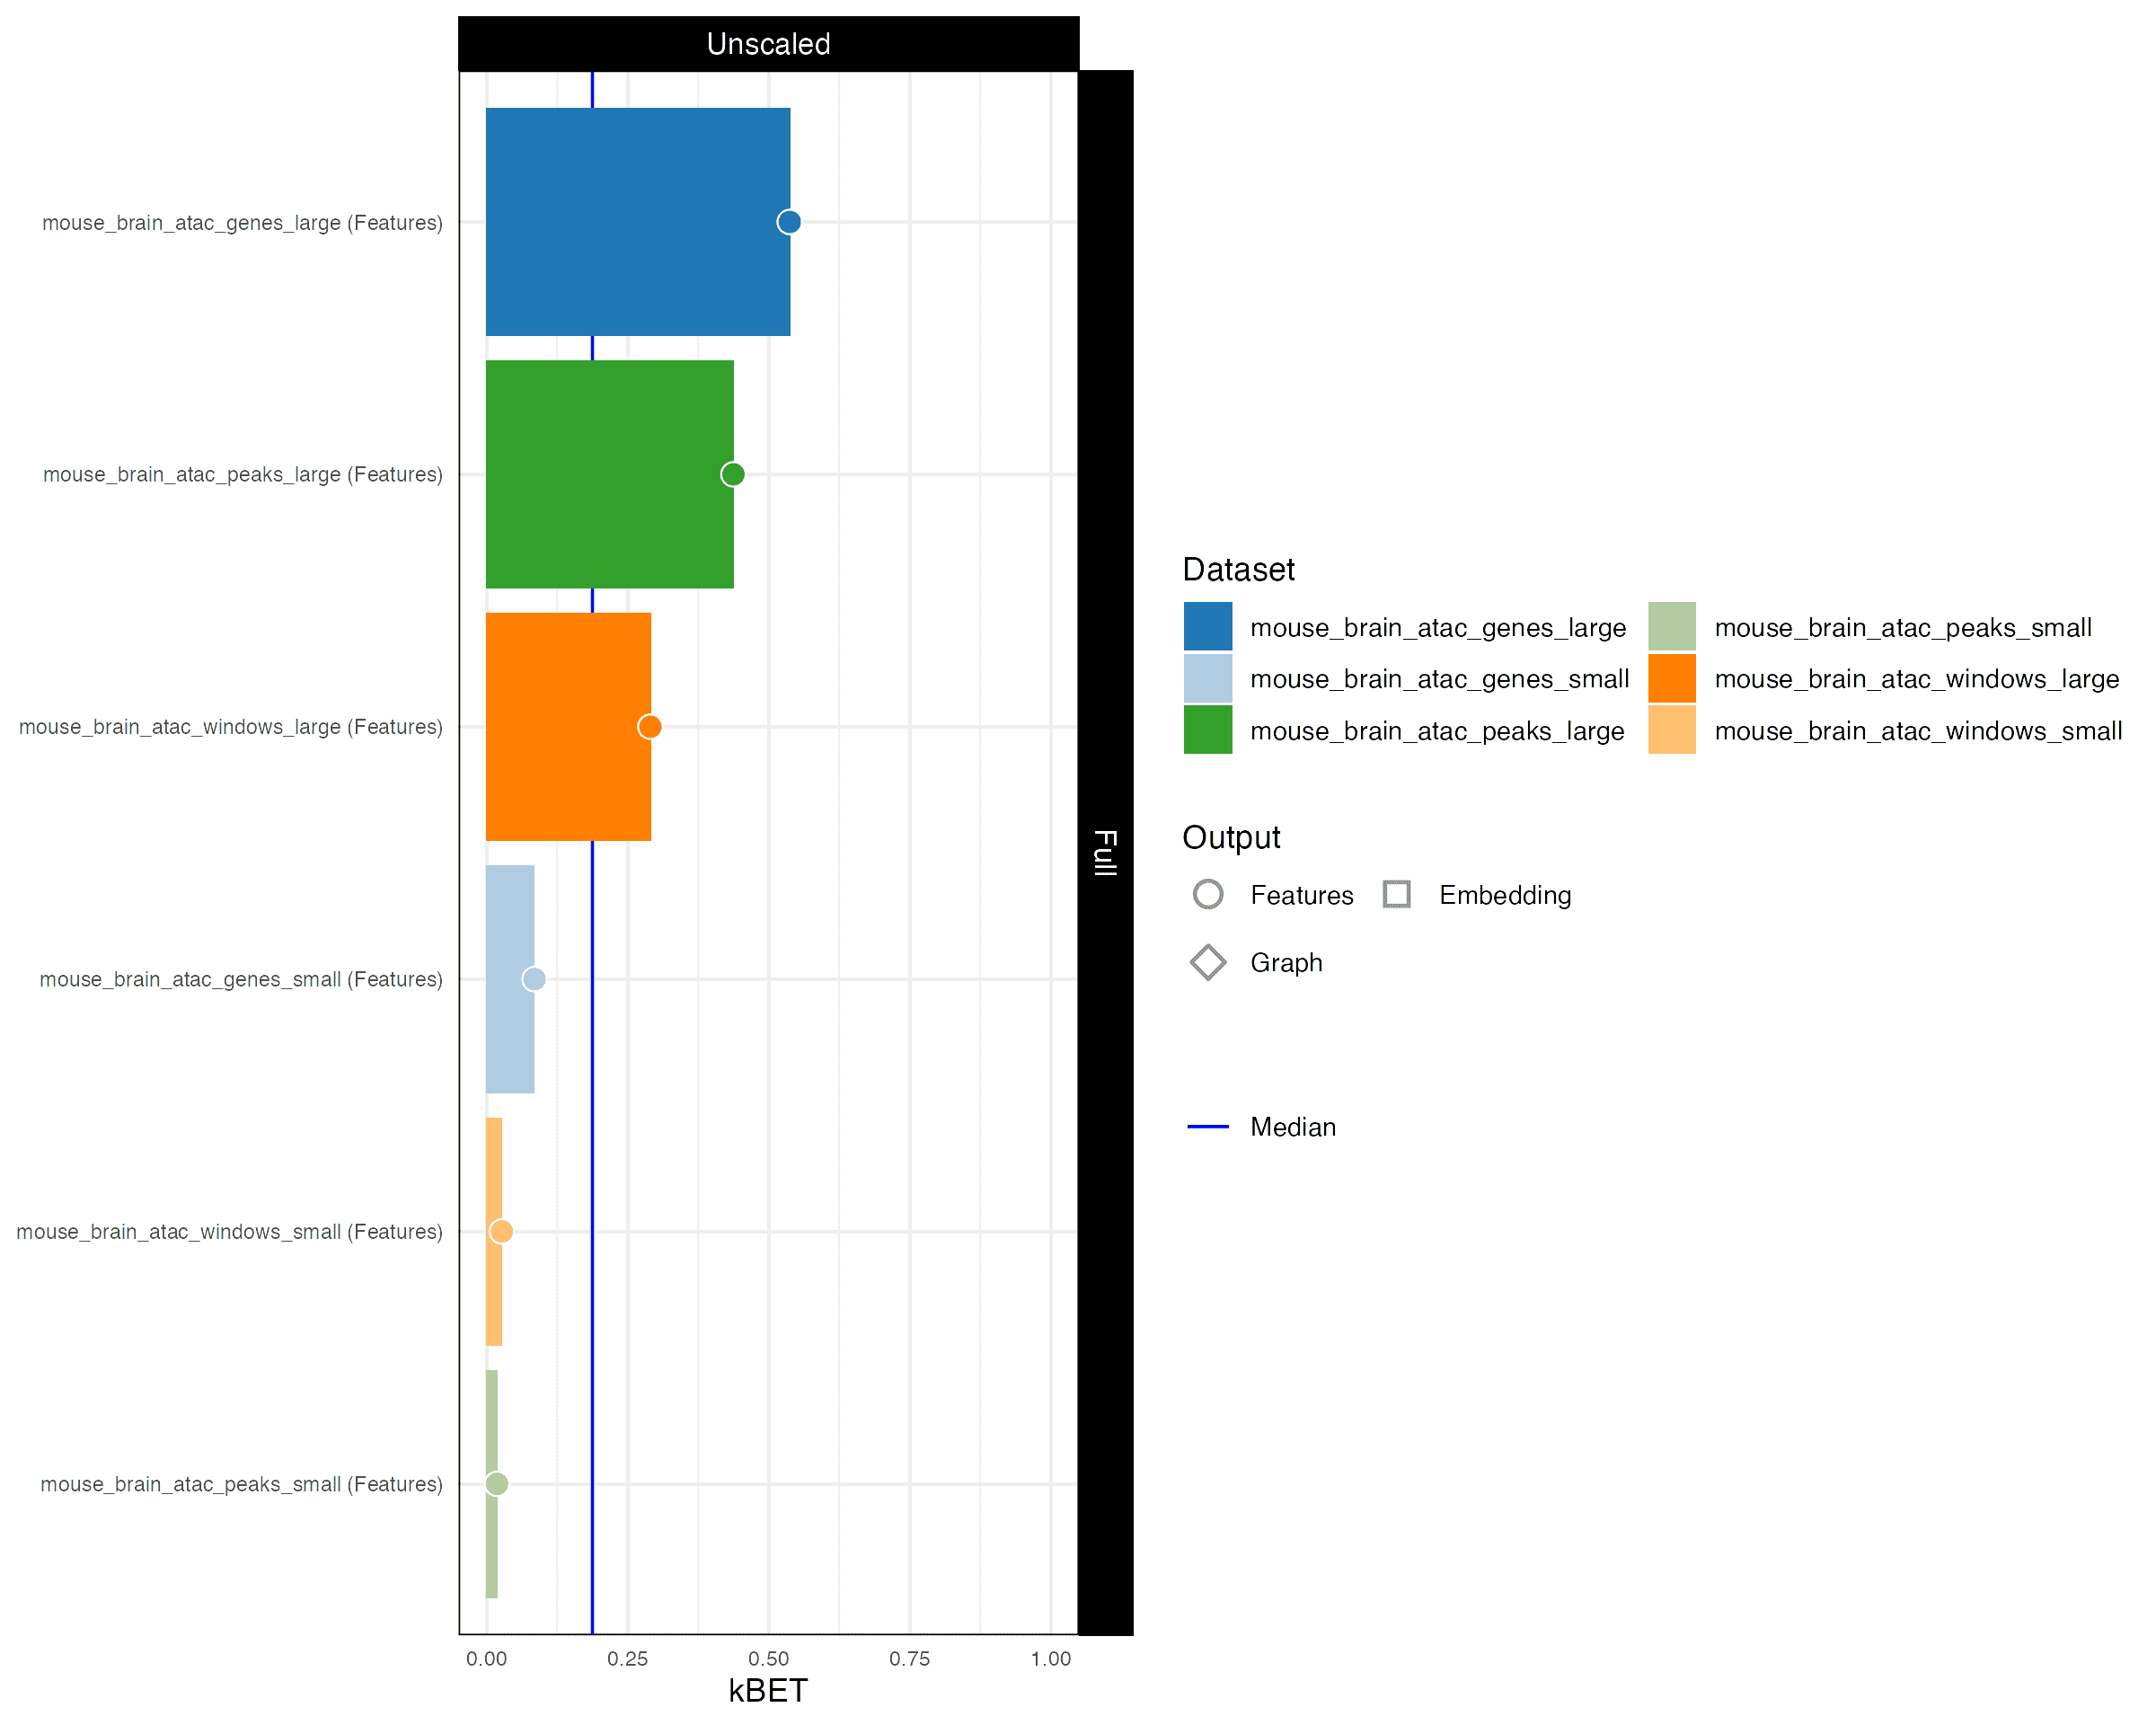 Unscaled
mouse_brain_atac_genes_large (Features)
mouse_brain_atac_peaks_large (Features)
mouse_brain_atac_windows_large (Features)
mouse_brain_atac_genes_small (Features)
mouse_brain_atac_windows_small (Features)
mouse_brain_atac_peaks_small (Features)
0.00 0.25 0.50 0.75 1.00
kBET
Full
Dataset
mouse_brain_atac_genes_large mouse_brain_atac_peaks_small
mouse_brain_atac_genes_small mouse_brain_atac_windows_large
mouse_brain_atac_peaks_large mouse_brain_atac_windows_small
Output
Features Embedding
Graph
Median